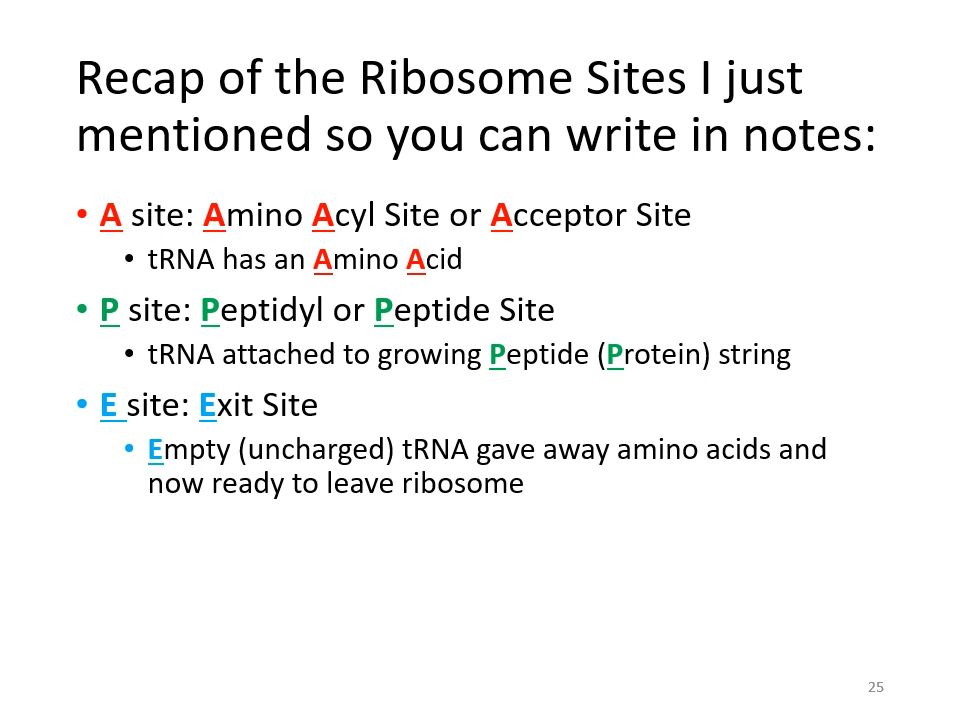 Recap of the Ribosome Sites I just
mentioned so you can write in notes:
• A site: Amino Acyl Site or Acceptor Site
• tRNA has an Amino Acid
• P site: Peptidyl or Peptide Site
• tRNA attached to growing Peptide (Protein) string
• E site: Exit Site
• Empty (uncharged) tRNA gave away amino acids and
now ready to leave ribosome
25